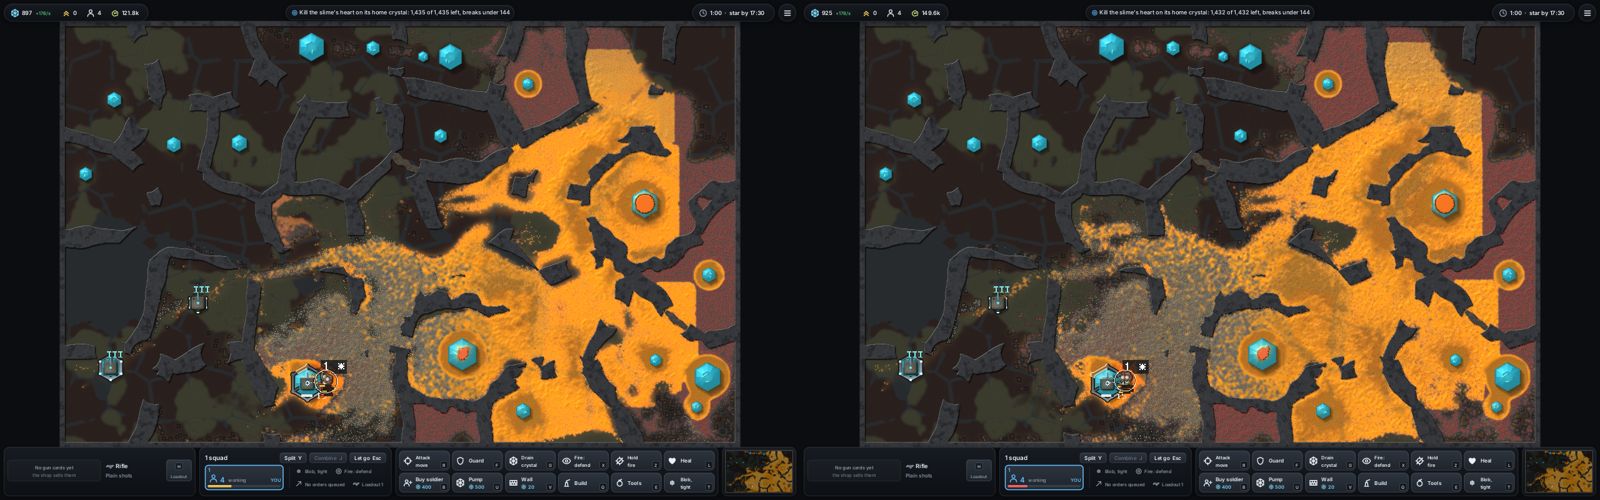 897 +178/s 0 4 121.8k
Kill the slime's heart on its home crystal: 1,435 of 1,435 left, breaks under 144
1:00 · star by 17:30
1
No gun cards yet
the shop sells them
Rifle
Plain shots
Loadout
1 squad
Split Y
Combine J
Let go Esc
1
4 working YOU
Blob, tight
Fire: defend
No orders queued
Loadout 1
Attack move
Guard F
Drain crystal
Fire: defend X
Hold fire Z
Heal L
Buy soldier 400 B
Pump 500 U
Wall 20 V
Build G
Tools E
Blob, tight T
925 +178/s 0 4 149.6k
Kill the slime's heart on its home crystal: 1,432 of 1,432 left, breaks under 144
1:00 · star by 17:30
1
No gun cards yet
the shop sells them
Rifle
Plain shots
Loadout
1 squad
Split Y
Combine J
Let go Esc
1
4 working YOU
Blob, tight
Fire: defend
No orders queued
Loadout 1
Attack move
Guard F
Drain crystal
Fire: defend X
Hold fire Z
Heal L
Buy soldier 400 B
Pump 500 U
Wall 20 V
Build G
Tools E
Blob, tight T